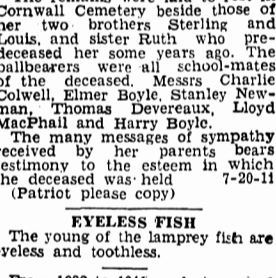 Cornwall Cemetery beside those of
her two brothers Sterling and
Louis, and sister Ruth who pre-
deceased her some years ago. The
pallbearers were all school-mates
of the deceased. Messrs Charlie
Colwell, Elmer Boyle, Stanley New-
man, Thomas Devereaux, Lloyd
MacPhail and Harry Boyle.
The many messages of sympathy
received by her parents bears
testimony to the esteem in which
the deceased was held 7-20-11
(Patriot please copy)
EYELESS FISH
The young of the lamprey fish are
eyeless and toothless.